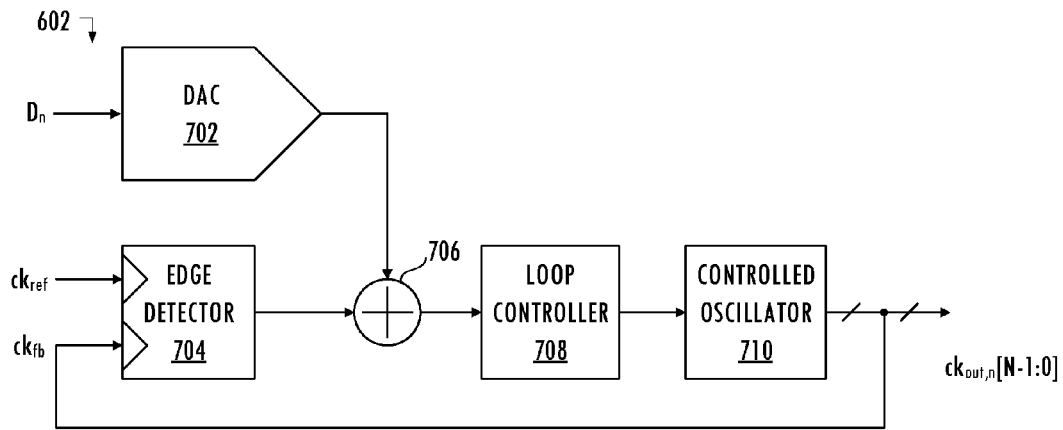 602
DAC
702
Dn
706
ckref
ckfb
EDGE
DETECTOR
704
LOOP
CONTROLLER
708
CONTROLLED
OSCILLATOR
710
ckout,n[N-1:0]